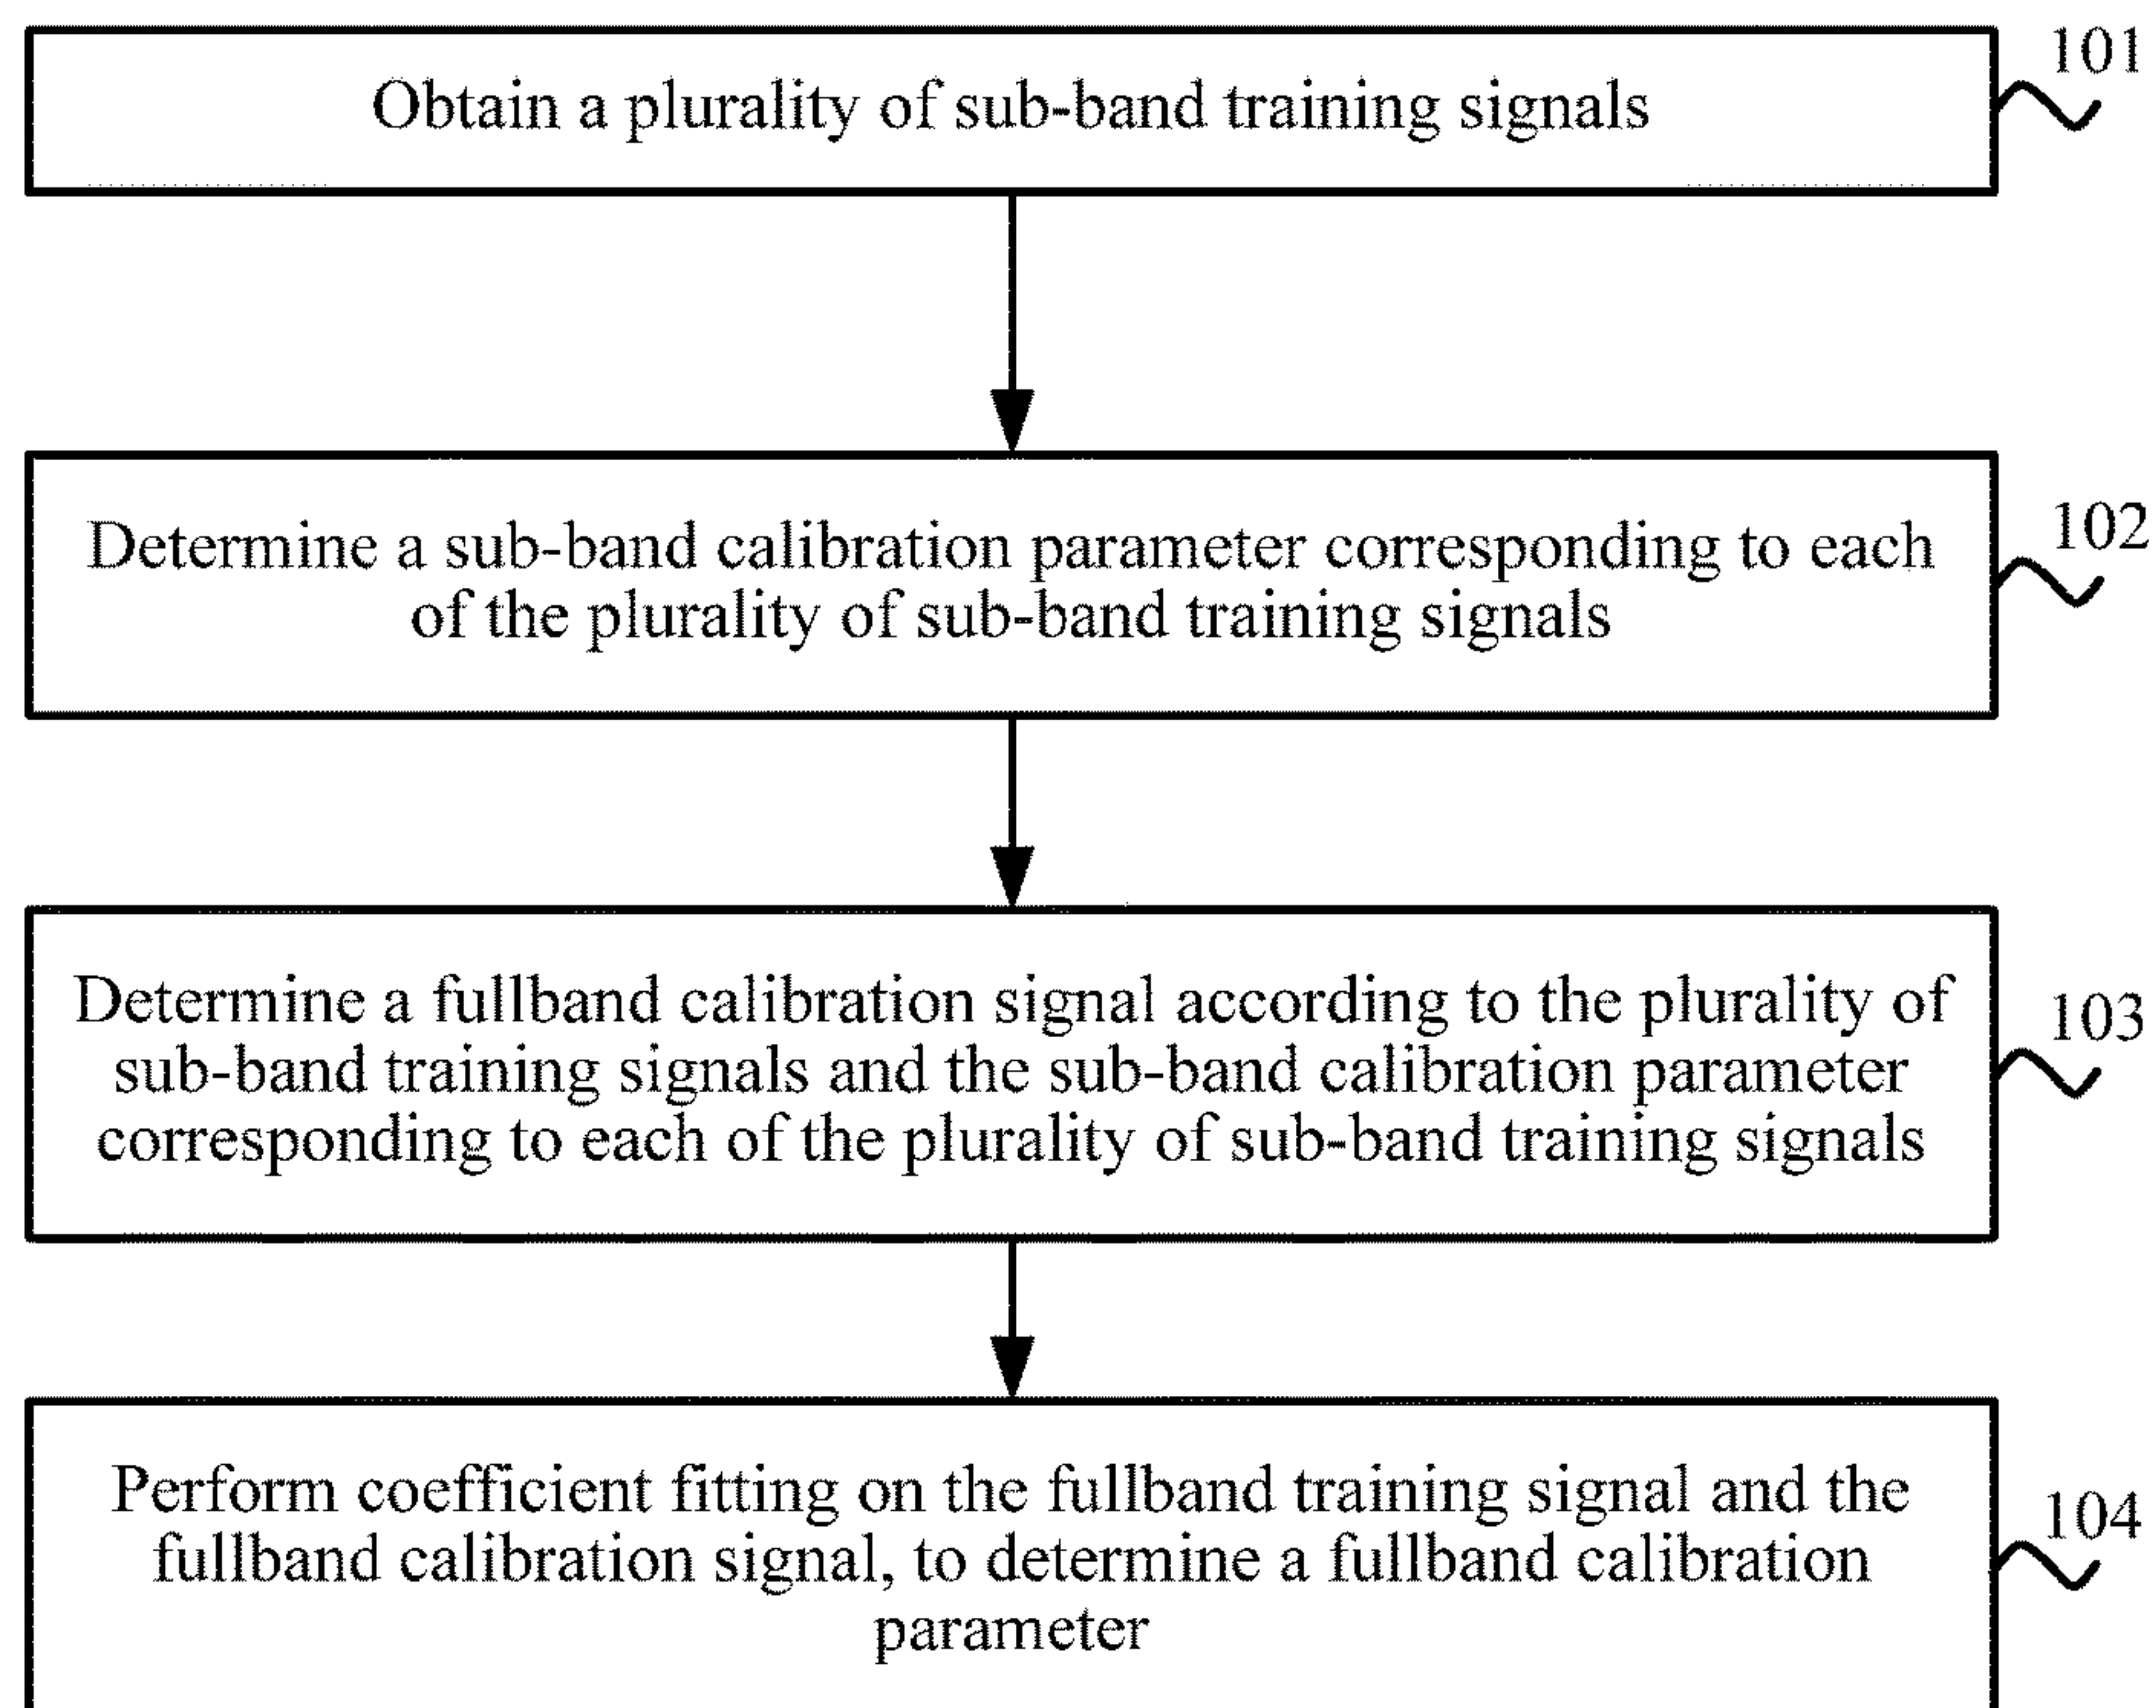 Obtain a plurality of sub-band training signals
101
Determine a sub-band calibration parameter corresponding to each
of the plurality of sub-band training signals
102
Determine a fullband calibration signal according to the plurality of
sub-band training signals and the sub-band calibration parameter
corresponding to each of the plurality of sub-band training signals
103
Perform coefficient fitting on the fullband training signal and the
fullband calibration signal, to determine a fullband calibration
parameter
104